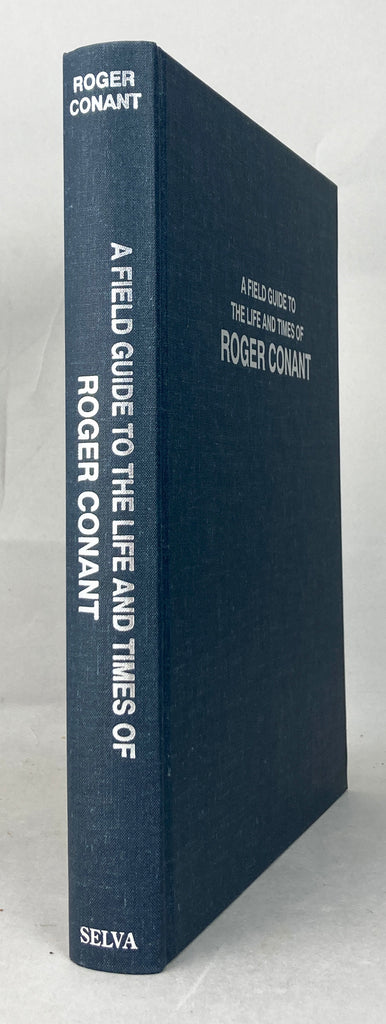 ROGER
CONANT
A FIELD GUIDE TO THE LIFE AND TIMES OF
ROGER CONANT
SELVA
A FIELD GUIDE TO
THE LIFE AND TIMES OF
ROGER CONANT